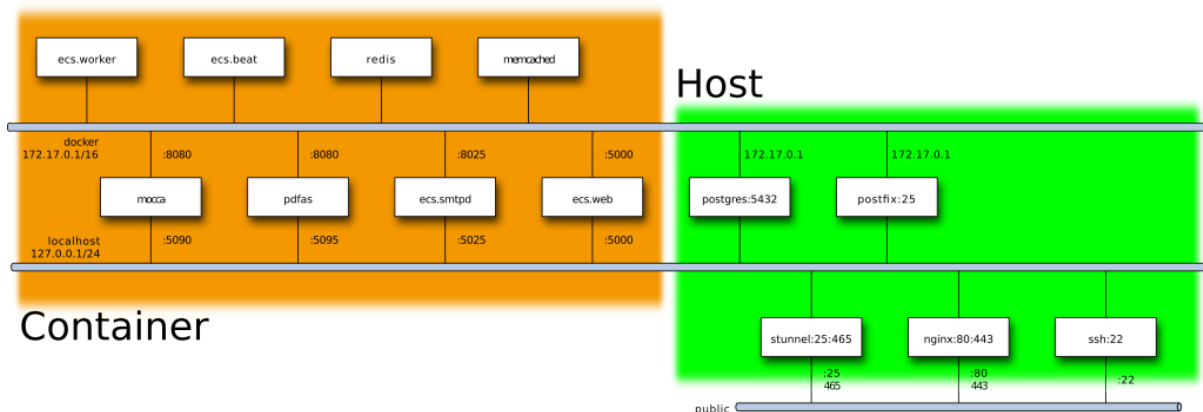 ecs.worker
ecs.beat
redis
memcached
Host
docker
172.17.0.1/16
:8080
:8080
:8025
:5000
172.17.0.1
172.17.0.1
mocca
pdfas
ecs.smtpd
ecs.web
postgres:5432
postfix:25
localhost
127.0.0.1/24
:5090
:5095
:5025
:5000
Container
stunnel:25:465
nginx:80:443
ssh:22
:25
465
:80
443
:22
public